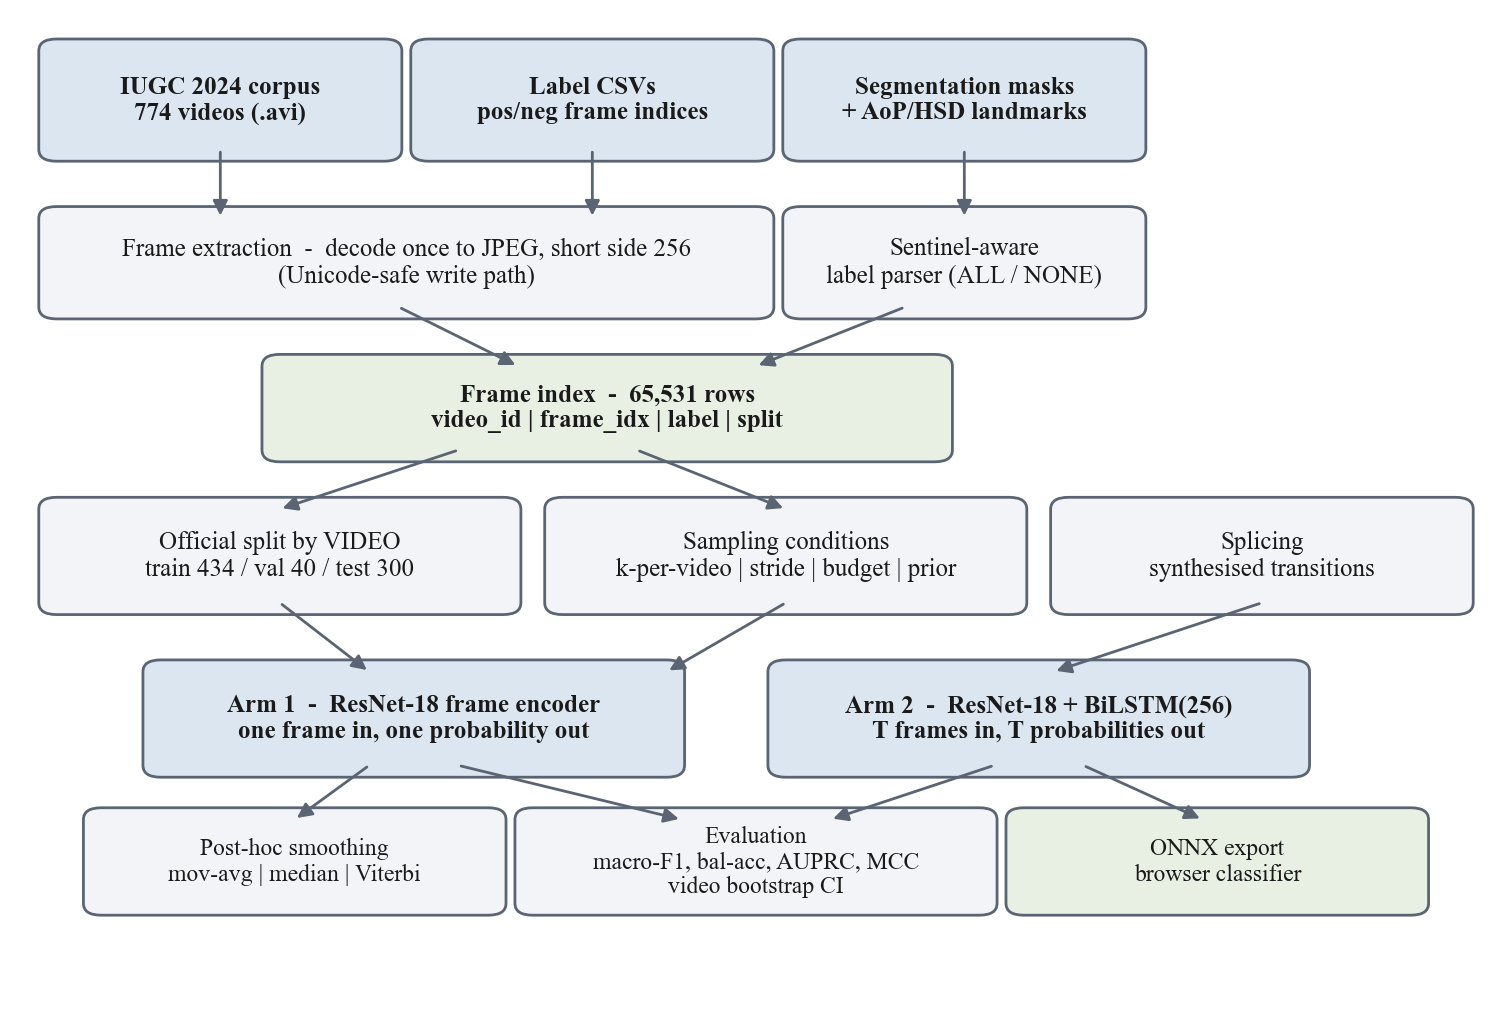 IUGC 2024 corpus
774 videos (.avi)
Label CSVs
pos/neg frame indices
Segmentation masks
+ AoP/HSD landmarks
Frame extraction  -  decode once to JPEG, short side 256
(Unicode-safe write path)
Sentinel-aware
label parser (ALL / NONE)
Frame index  -  65,531 rows
video_id | frame_idx | label | split
Official split by VIDEO
train 434 / val 40 / test 300
Sampling conditions
k-per-video | stride | budget | prior
Splicing
synthesised transitions
Arm 1  -  ResNet-18 frame encoder
one frame in, one probability out
Arm 2  -  ResNet-18 + BiLSTM(256)
T frames in, T probabilities out
Post-hoc smoothing
mov-avg | median | Viterbi
Evaluation
macro-F1, bal-acc, AUPRC, MCC
video bootstrap CI
ONNX export
browser classifier